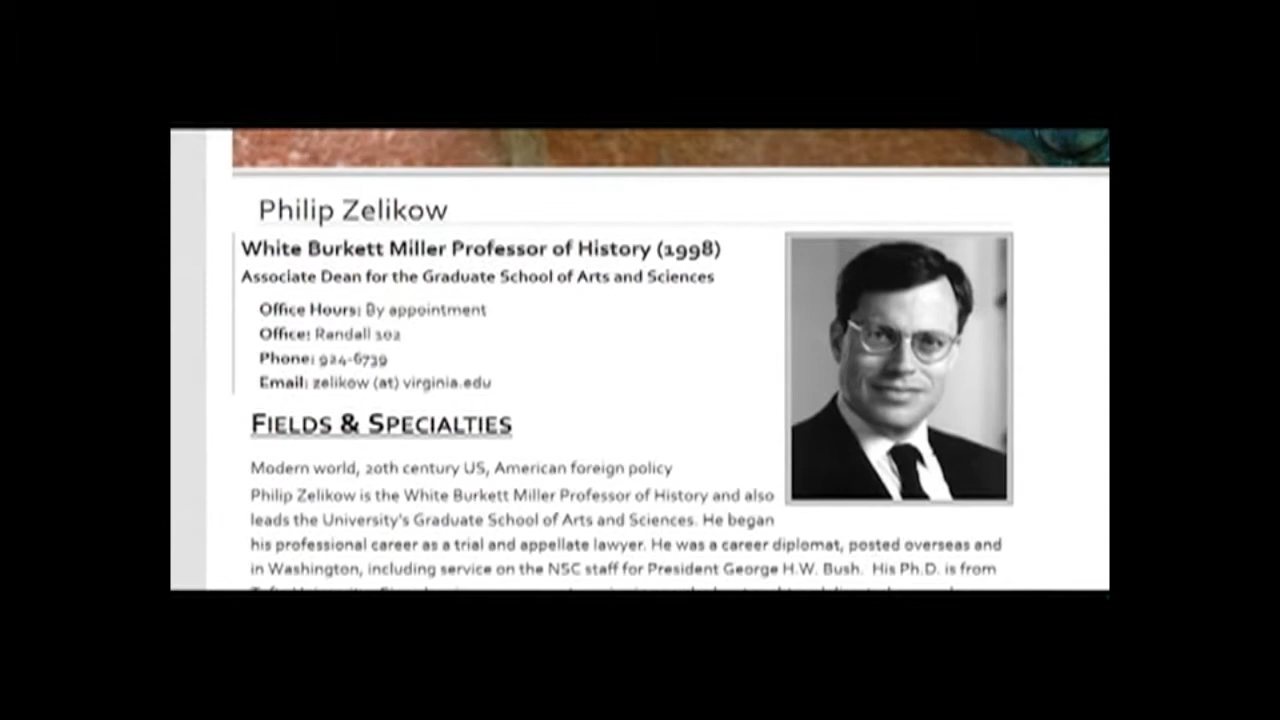 Philip Zelikow
White Burkett Miller Professor of History (1998)
Associate Dean for the Graduate School of Arts and Sciences
Office Hours: By appointment
Office: Randall 102
Phone: 924-6739
Email: zelikow (at) virginia.edu
FIELDS & SPECIALTIES
Modern world, 20th century US, American foreign policy
Philip Zelikow is the White Burkett Miller Professor of History and also
leads the University's Graduate School of Arts and Sciences. He began
his professional career as a trial and appellate lawyer. He was a career diplomat, posted overseas and
in Washington, including service on the NSC staff for President George H.W. Bush. His Ph.D. is from